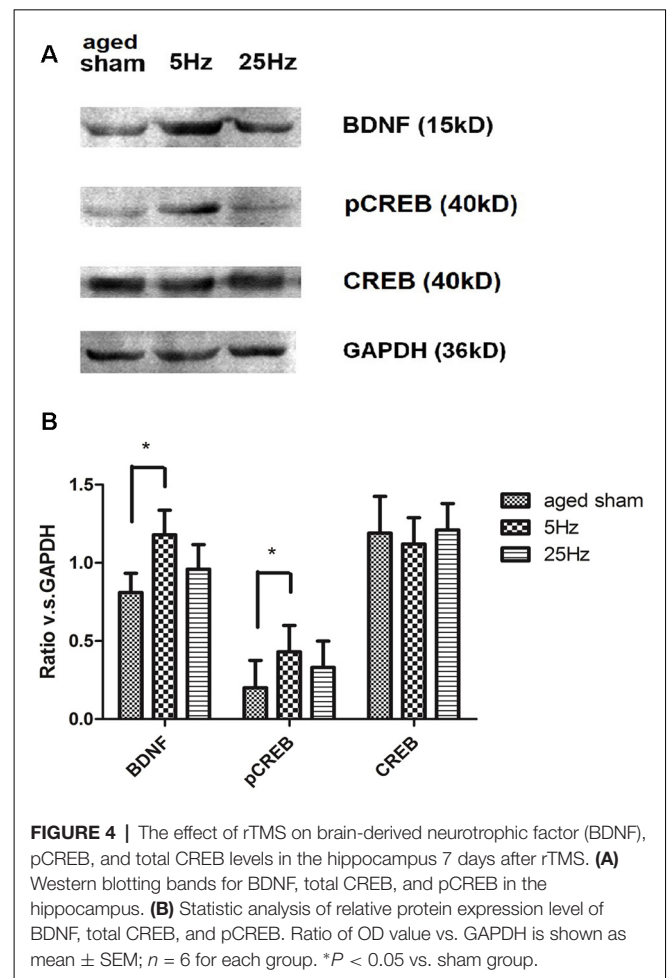 A
aged
sham 5Hz 25Hz
BDNF (15kD)
pCREB (40kD)
CREB (40kD)
GAPDH (36kD)
B
*
*
1.5
1.0
0.5
0.0
Ratio v.s.GAPDH
BDNF
pCREB
CREB
aged sham
5Hz
25Hz
FIGURE 4 | The effect of rTMS on brain-derived neurotrophic factor (BDNF),
pCREB, and total CREB levels in the hippocampus 7 days after rTMS. (A)
Western blotting bands for BDNF, total CREB, and pCREB in the
hippocampus. (B) Statistic analysis of relative protein expression level of
BDNF, total CREB, and pCREB. Ratio of OD value vs. GAPDH is shown as
mean ± SEM; n = 6 for each group. *P < 0.05 vs. sham group.